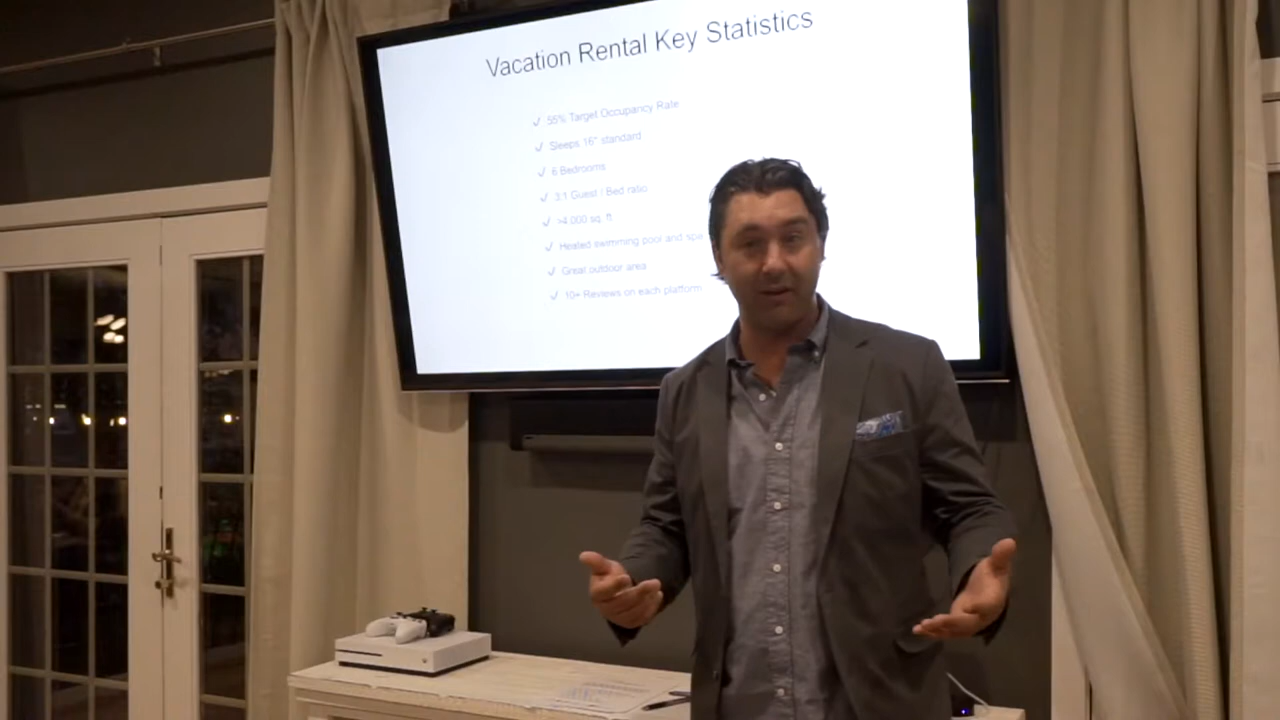 Vacation Rental Key Statistics
✓ 55% Target Occupancy Rate
✓ Sleeps 16" standard
✓ 6 Bedrooms
✓ 3:1 Guest / Bed ratio
✓ >4,000 sq. ft
✓ Heated swimming pool and spa
✓ Great outdoor area
✓ 10+ Reviews on each platform